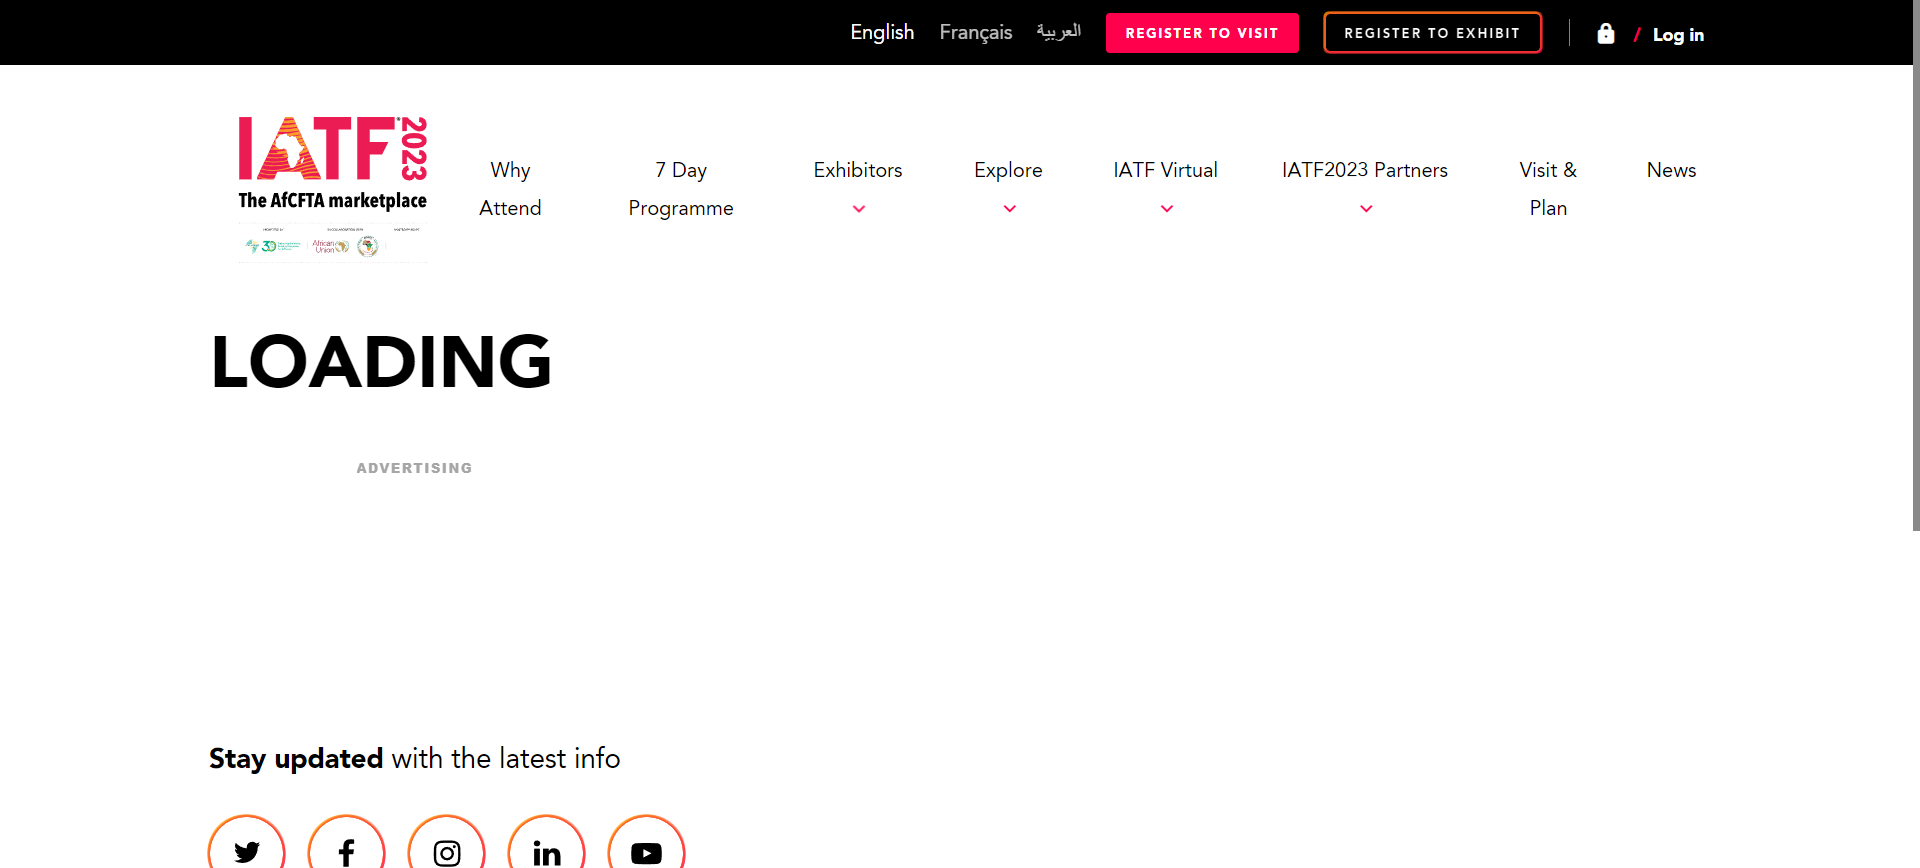 English Français العربية REGISTER TO VISIT REGISTER TO EXHIBIT / Log in
IATF 2023
The AfCFTA marketplace
African
Union
Why
Attend
7 Day
Programme
Exhibitors
Explore
IATF Virtual
IATF2023 Partners
Visit &
Plan
News
LOADING
ADVERTISING
Stay updated with the latest info